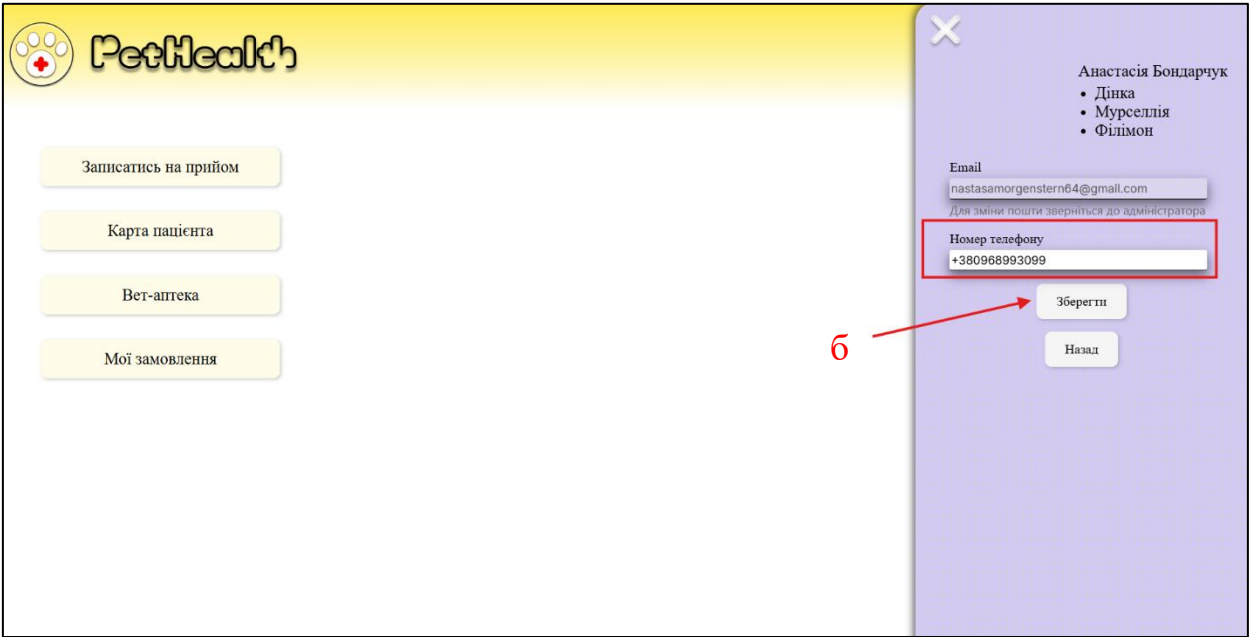 PetHealth
Записатись на прийом
Карта пацієнта
Вет-аптека
Мої замовлення
Анастасія Бондарчук
• Дінка
• Мурселлія
• Філімон
Email
nastasamorgenstern64@gmail.com
Для зміни пошти зверніться до адміністратора
Номер телефону
+380968993099
Зберегти
Назад
б